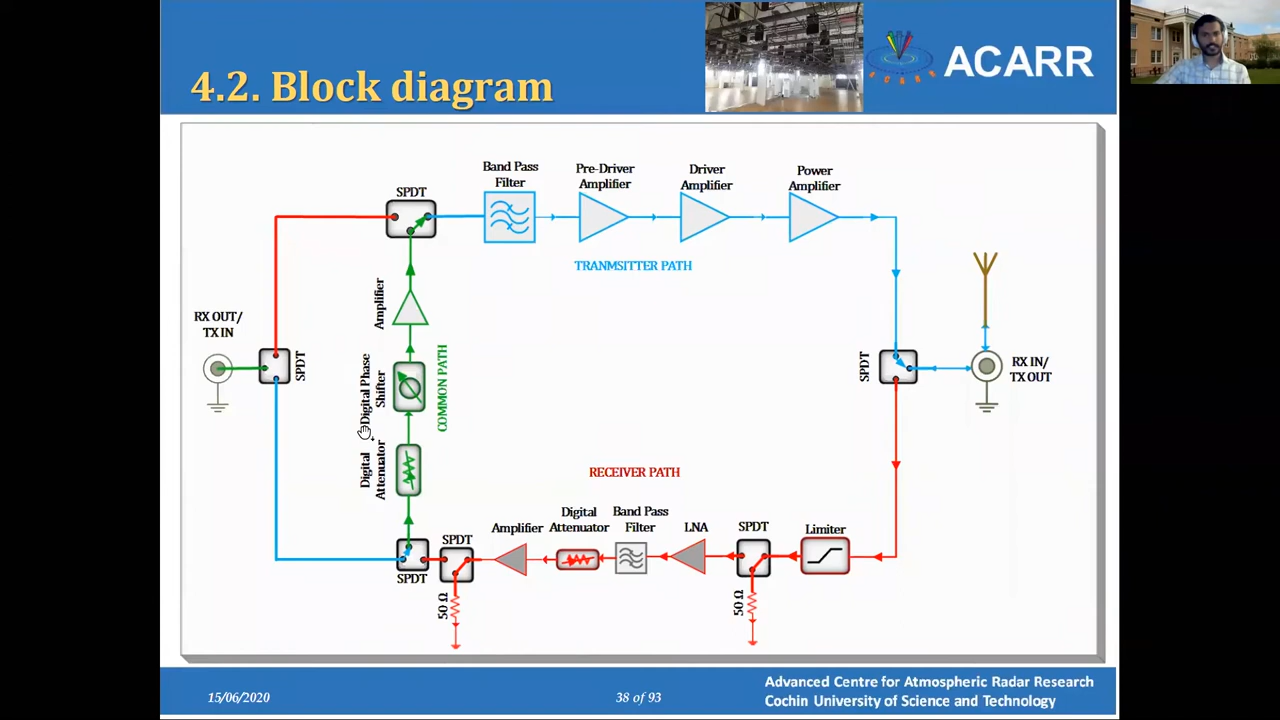 4.2. Block diagram
ACARR
Band Pass
Filter
Pre-Driver
Amplifier
Driver
Amplifier
Power
Amplifier
SPDT
TRANMSITTER PATH
Amplifier
RX OUT/
TX IN
SPDT
Digital Phase
Shifter
COMMON PATH
SPDT
RX IN/
TX OUT
Digital
Attenuator
RECEIVER PATH
Amplifier
Digital
Attenuator
Band Pass
Filter
LNA
SPDT
Limiter
SPDT
SPDT
50 Ω
50 Ω
15/06/2020
38 of 93
Advanced Centre for Atmospheric Radar Research
Cochin University of Science and Technology